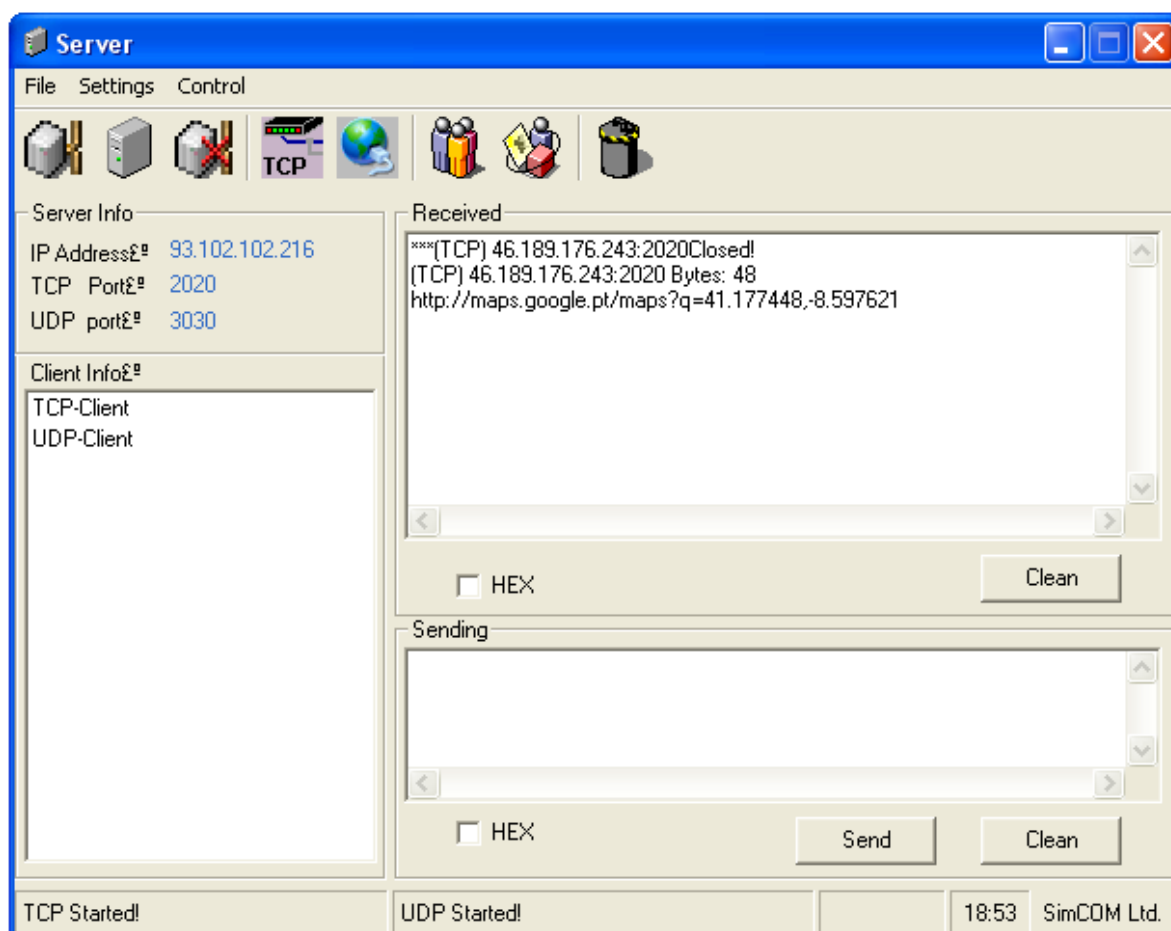 Server
File Settings Control
TCP
Server Info
IP Address£º 93.102.102.216
TCP Port£º 2020
UDP port£º 3030
Client Info£º
TCP-Client
UDP-Client
Received
***(TCP) 46.189.176.243:2020Closed!
(TCP) 46.189.176.243:2020 Bytes: 48
http://maps.google.pt/maps?q=41.177448,-8.597621
HEX
Clean
Sending
HEX
Send
Clean
TCP Started!
UDP Started!
18:53
SimCOM Ltd.